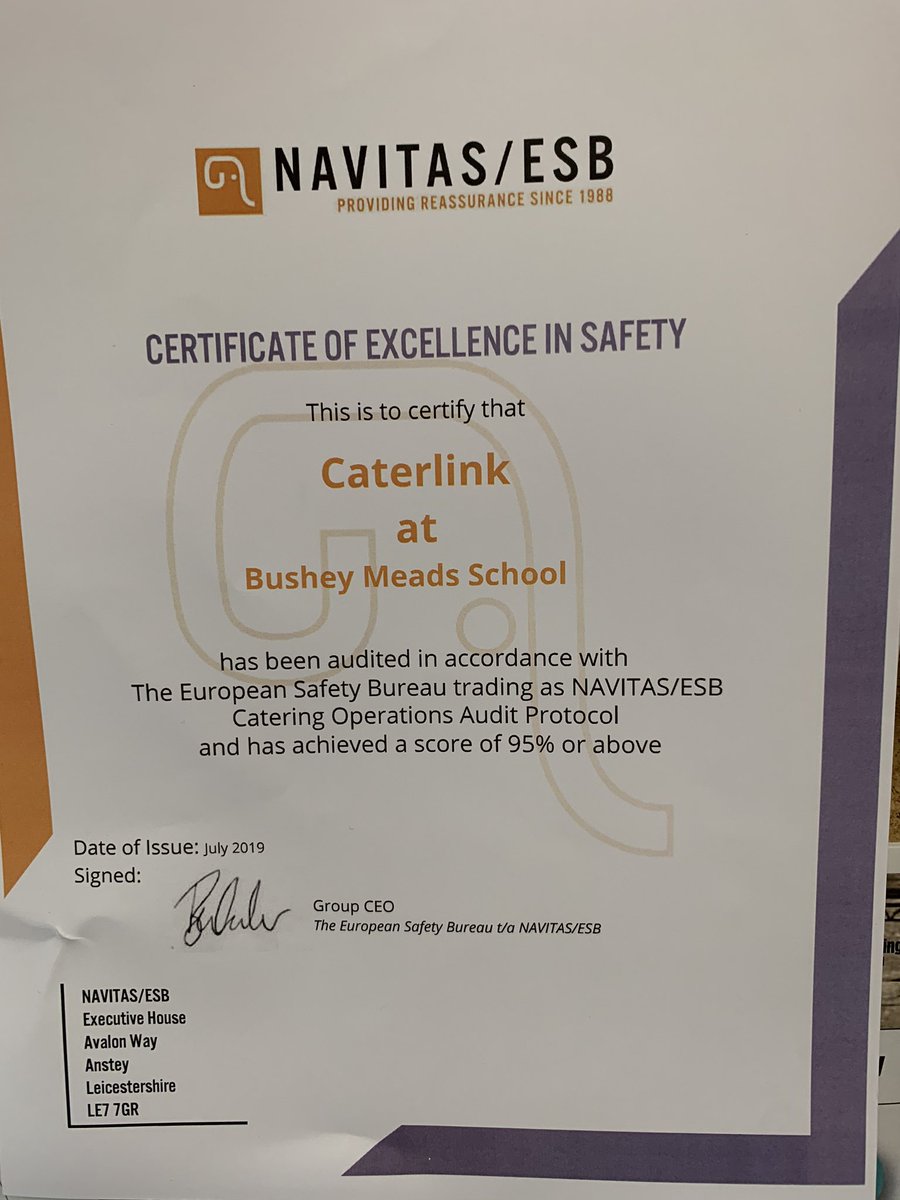 NAVITAS/ESB
PROVIDING REASSURANCE SINCE 1988
CERTIFICATE OF EXCELLENCE IN SAFETY
This is to certify that
Caterlink
at
Bushey Meads School
has been audited in accordance with
The European Safety Bureau trading as NAVITAS/ESB
Catering Operations Audit Protocol
and has achieved a score of 95% or above
Date of Issue: July 2019
Signed:
Group CEO
The European Safety Bureau t/a NAVITAS/ESB
NAVITAS/ESB
Executive House
Avalon Way
Anstey
Leicestershire
LE7 7GR